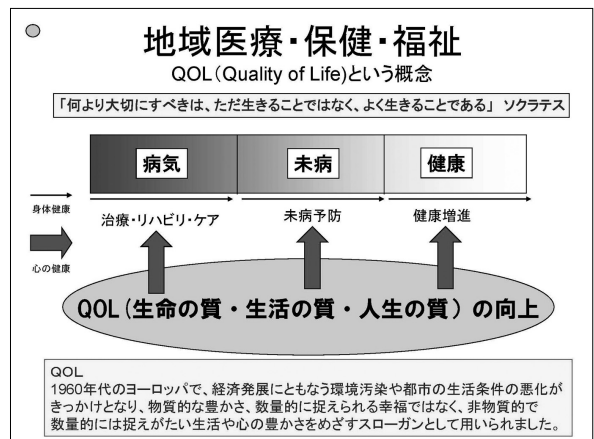 地域医療・保健・福祉
QOL(Quality of Life)という概念
「何より大切にすべきは、ただ生きることではなく、よく生きることである」 ソクラテス
病気 未病 健康
身体健康
治療・リハビリ・ケア 未病予防 健康増進
心の健康
QOL(生命の質・生活の質・人生の質)の向上
QOL
1960年代のヨーロッパで、経済発展にともなう環境汚染や都市の生活条件の悪化が
きっかけとなり、物質的な豊かさ、数量的に捉えられる幸福ではなく、非物質的で
数量的には捉えがたい生活や心の豊かさをめざすスローガンとして用いられました。